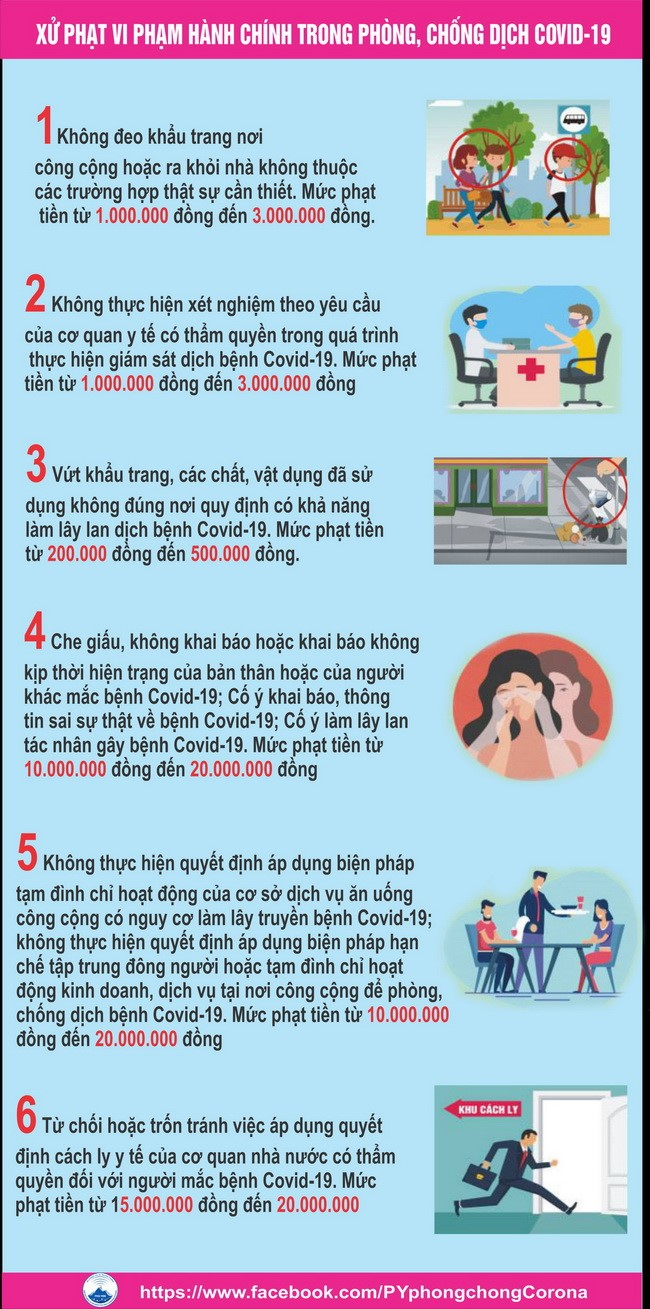 XỬ PHẠT VI PHẠM HÀNH CHÍNH TRONG PHÒNG, CHỐNG DỊCH COVID-19
1 Không đeo khẩu trang nơi
công cộng hoặc ra khỏi nhà không thuộc
các trường hợp thật sự cần thiết. Mức phạt
tiền từ 1.000.000 đồng đến 3.000.000 đồng.
2 Không thực hiện xét nghiệm theo yêu cầu
của cơ quan y tế có thẩm quyền trong quá trình
thực hiện giám sát dịch bệnh Covid-19. Mức phạt
tiền từ 1.000.000 đồng đến 3.000.000 đồng
3 Vứt khẩu trang, các chất, vật dụng đã sử
dụng không đúng nơi quy định có khả năng
làm lây lan dịch bệnh Covid-19. Mức phạt tiền
từ 200.000 đồng đến 500.000 đồng.
4 Che giấu, không khai báo hoặc khai báo không
kịp thời hiện trạng của bản thân hoặc của người
khác mắc bệnh Covid-19; Cố ý khai báo, thông
tin sai sự thật về bệnh Covid-19; Cố ý làm lây lan
tác nhân gây bệnh Covid-19. Mức phạt tiền từ
10.000.000 đồng đến 20.000.000 đồng
5 Không thực hiện quyết định áp dụng biện pháp
tạm đình chỉ hoạt động của cơ sở dịch vụ ăn uống
công cộng có nguy cơ làm lây truyền bệnh Covid-19;
không thực hiện quyết định áp dụng biện pháp hạn
chế tập trung đông người hoặc tạm đình chỉ hoạt
động kinh doanh, dịch vụ tại nơi công cộng để phòng,
chống dịch bệnh Covid-19. Mức phạt tiền từ 10.000.000
đồng đến 20.000.000 đồng
6 Từ chối hoặc trốn tránh việc áp dụng quyết
định cách ly y tế của cơ quan nhà nước có thẩm
quyền đối với người mắc bệnh Covid-19. Mức
phạt tiền từ 15.000.000 đồng đến 20.000.000
KHU CÁCH LY
https://www.facebook.com/PYphongchongCorona